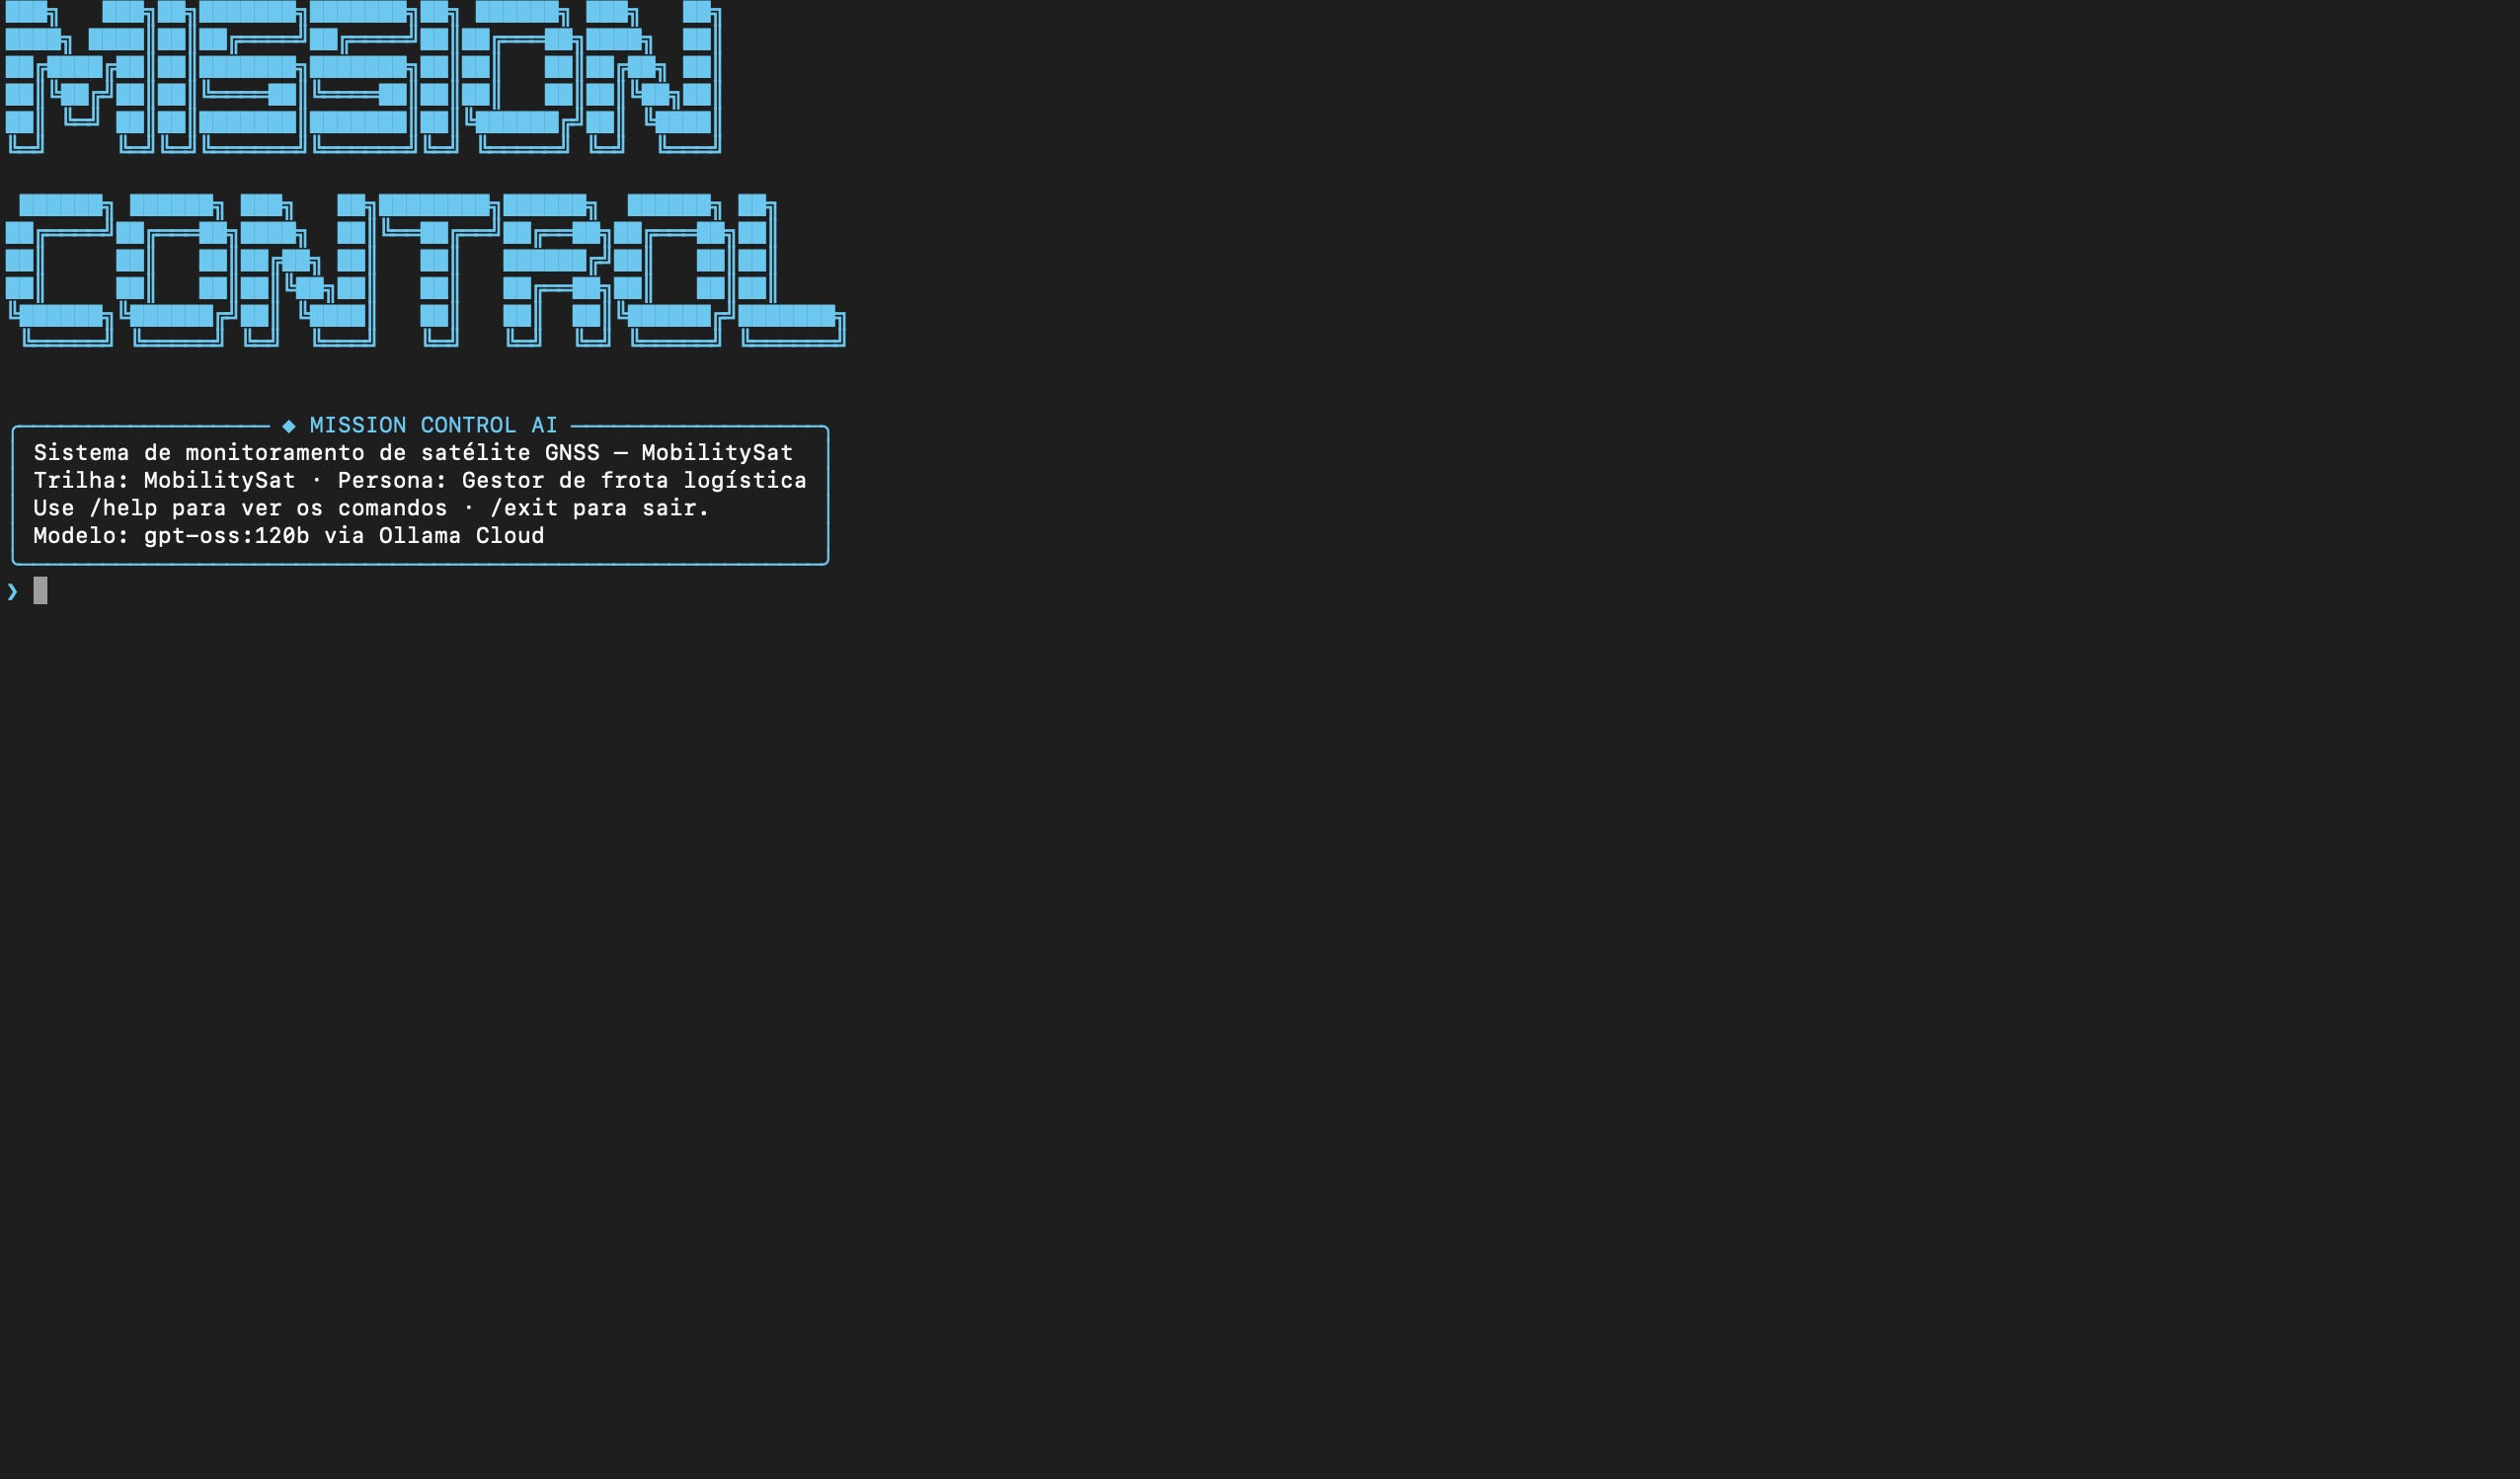 MISSION
CONTROL
◆ MISSION CONTROL AI
Sistema de monitoramento de satélite GNSS — MobilitySat
Trilha: MobilitySat · Persona: Gestor de frota logística
Use /help para ver os comandos · /exit para sair.
Modelo: gpt-oss:120b via Ollama Cloud
❯